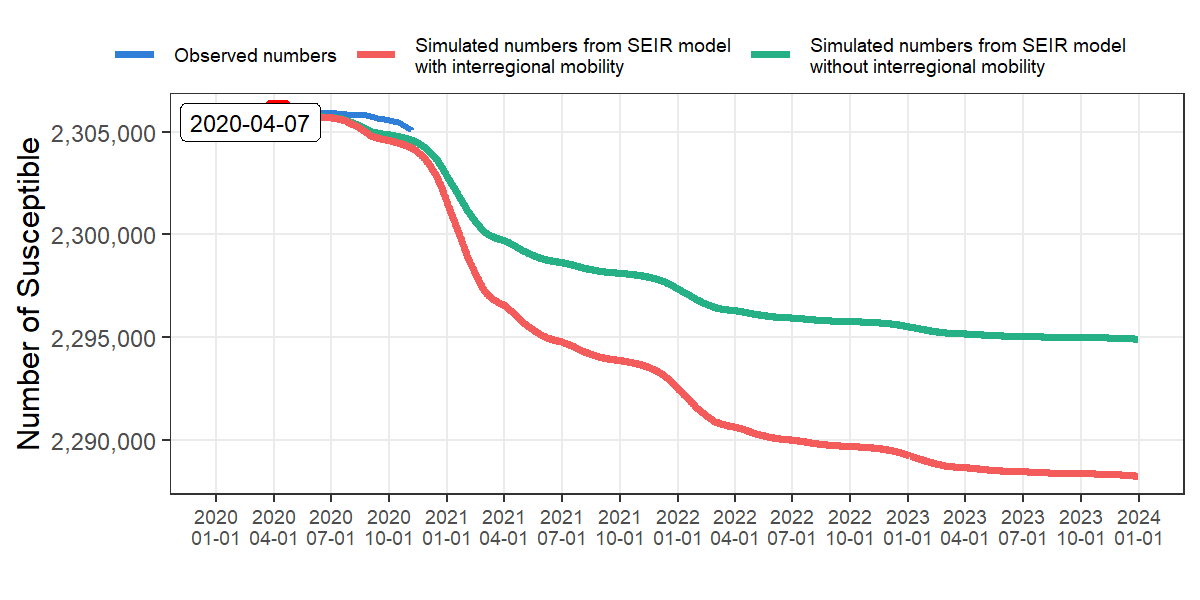 Observed numbers
Simulated numbers from SEIR model
with interregional mobility
Simulated numbers from SEIR model
without interregional mobility
Number of Susceptible
2,305,000
2,300,000
2,295,000
2,290,000
2020-04-07
2020 2020 2020 2020 2021 2021 2021 2021 2022 2022 2022 2022 2023 2023 2023 2023 2024
01-01 04-01 07-01 10-01 01-01 04-01 07-01 10-01 01-01 04-01 07-01 10-01 01-01 04-01 07-01 10-01 01-01